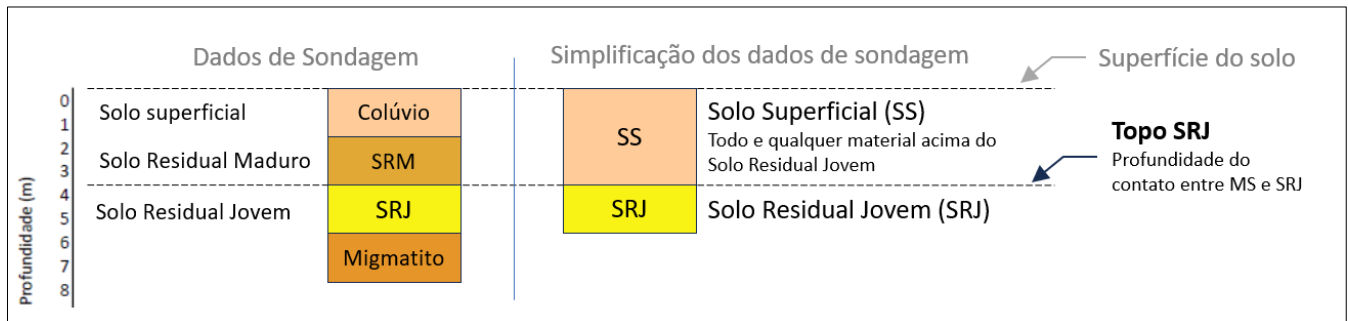 Dados de Sondagem
Simplificação dos dados de sondagem
Superfície do solo
Profundidade (m)
0
1
2
3
4
5
6
7
8
Solo superficial
Colúvio
Solo Residual Maduro
SRM
Solo Residual Jovem
SRJ
Migmatito
SS
Solo Superficial (SS)
Todo e qualquer material acima do
Solo Residual Jovem
SRJ
Solo Residual Jovem (SRJ)
Topo SRJ
Profundidade do
contato entre MS e SRJ